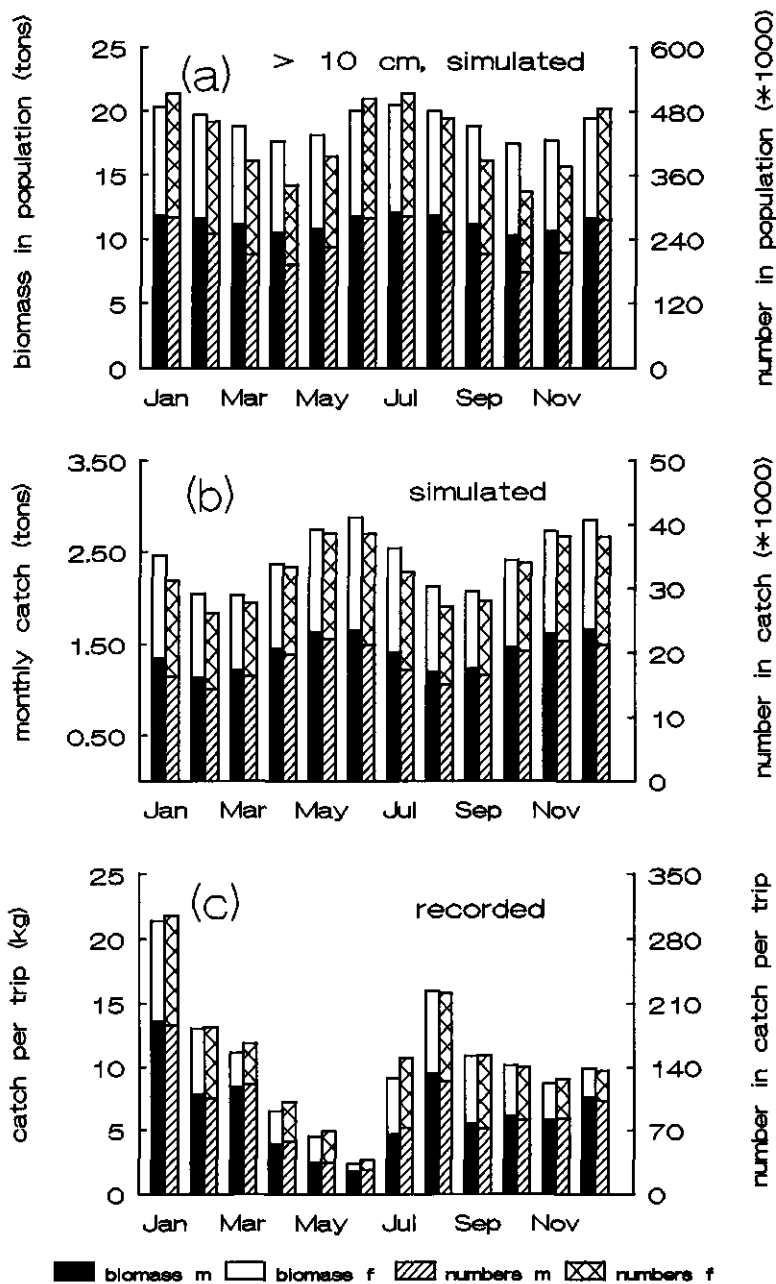 biomass in population (tons)
25
20
15
10
5
0
(a)
> 10 cm, simulated
600
480
360
240
120
0
number in population (*1000)
Jan Mar May Jul Sep Nov
monthly catch (tons)
3.50
2.50
1.50
0.50
(b)
simulated
50
40
30
20
10
0
number in catch (*1000)
Jan Mar May Jul Sep Nov
catch per trip (kg)
25
20
15
10
5
0
(c)
recorded
350
280
210
140
70
0
number in catch per trip
Jan Mar May Jul Sep Nov
biomass m biomass f numbers m numbers f